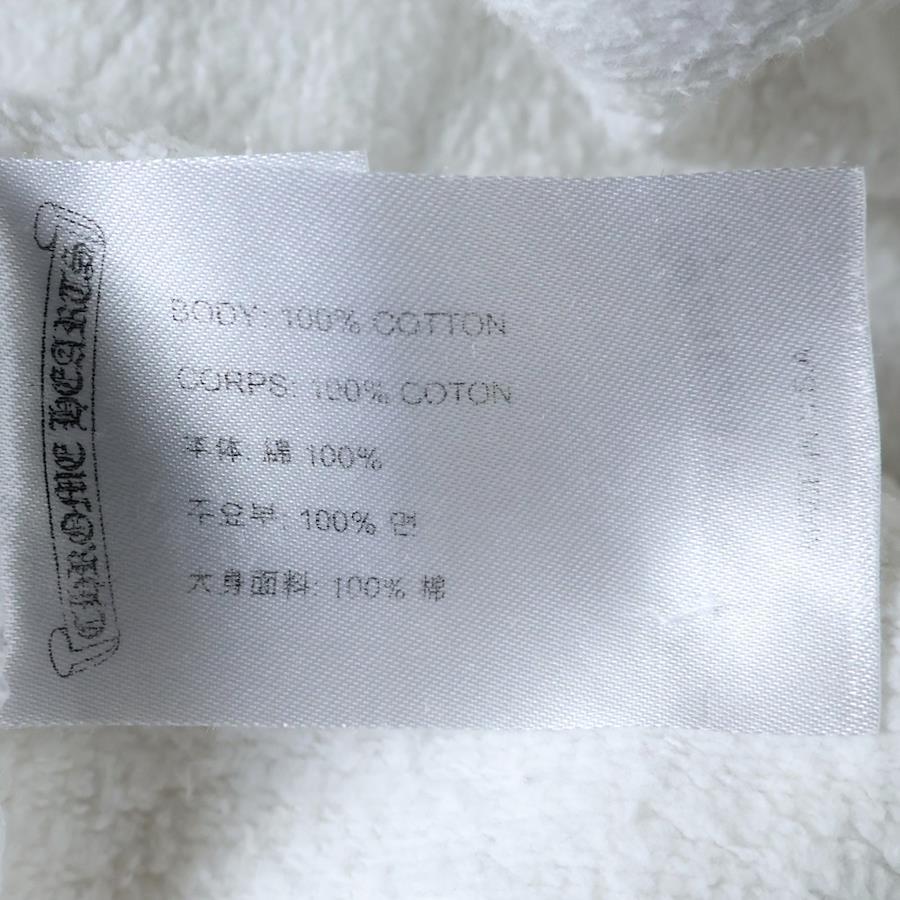 CHROME HEARTS
BODY: 100% COTTON
CORPS: 100% COTON
本体 綿 100%
주요부: 100% 면
大身面料: 100% 棉